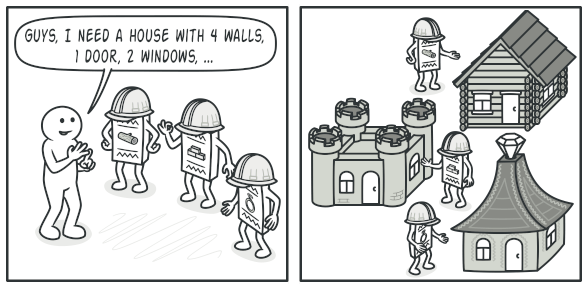 GUYS, I NEED A HOUSE WITH 4 WALLS,
1 DOOR, 2 WINDOWS, ...